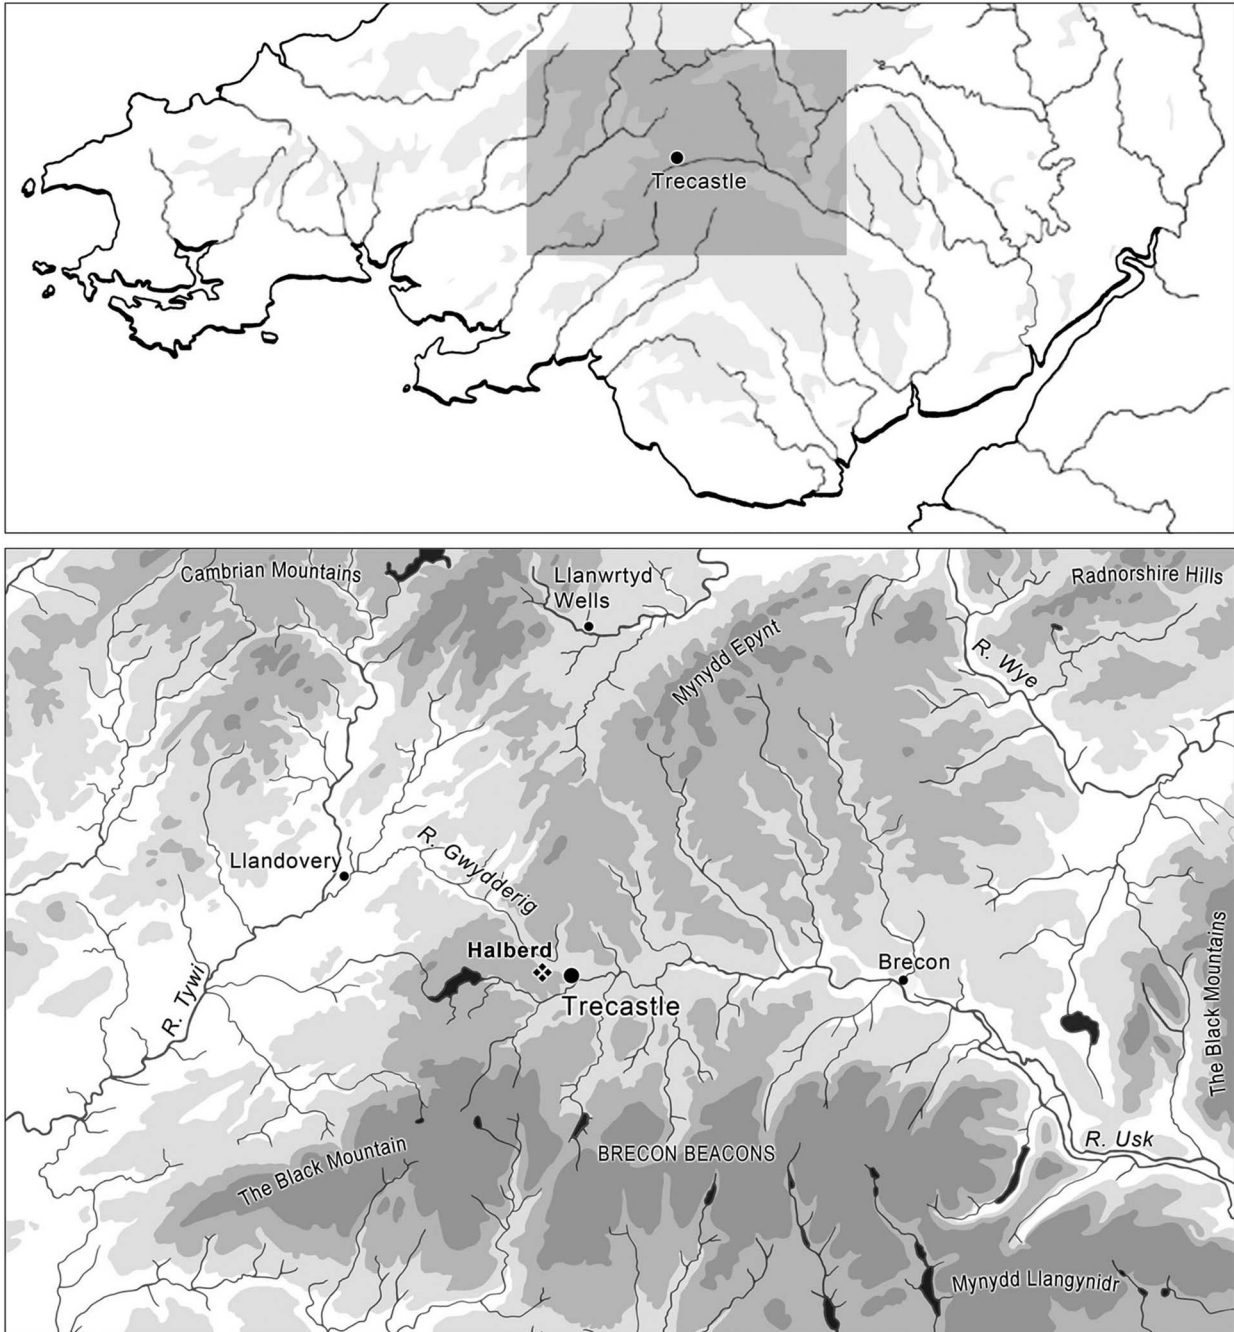 Trecastle
Cambrian Mountains
Llanwrtyd
Wells
Radnorshire Hills
Mynydd Epynt
R. Wye
Llandovery
R. Gwydderig
Halberd
Trecastle
Brecon
R. Tywi
The Black Mountains
R. Usk
The Black Mountain
BRECON BEACONS
Mynydd Llangynidr